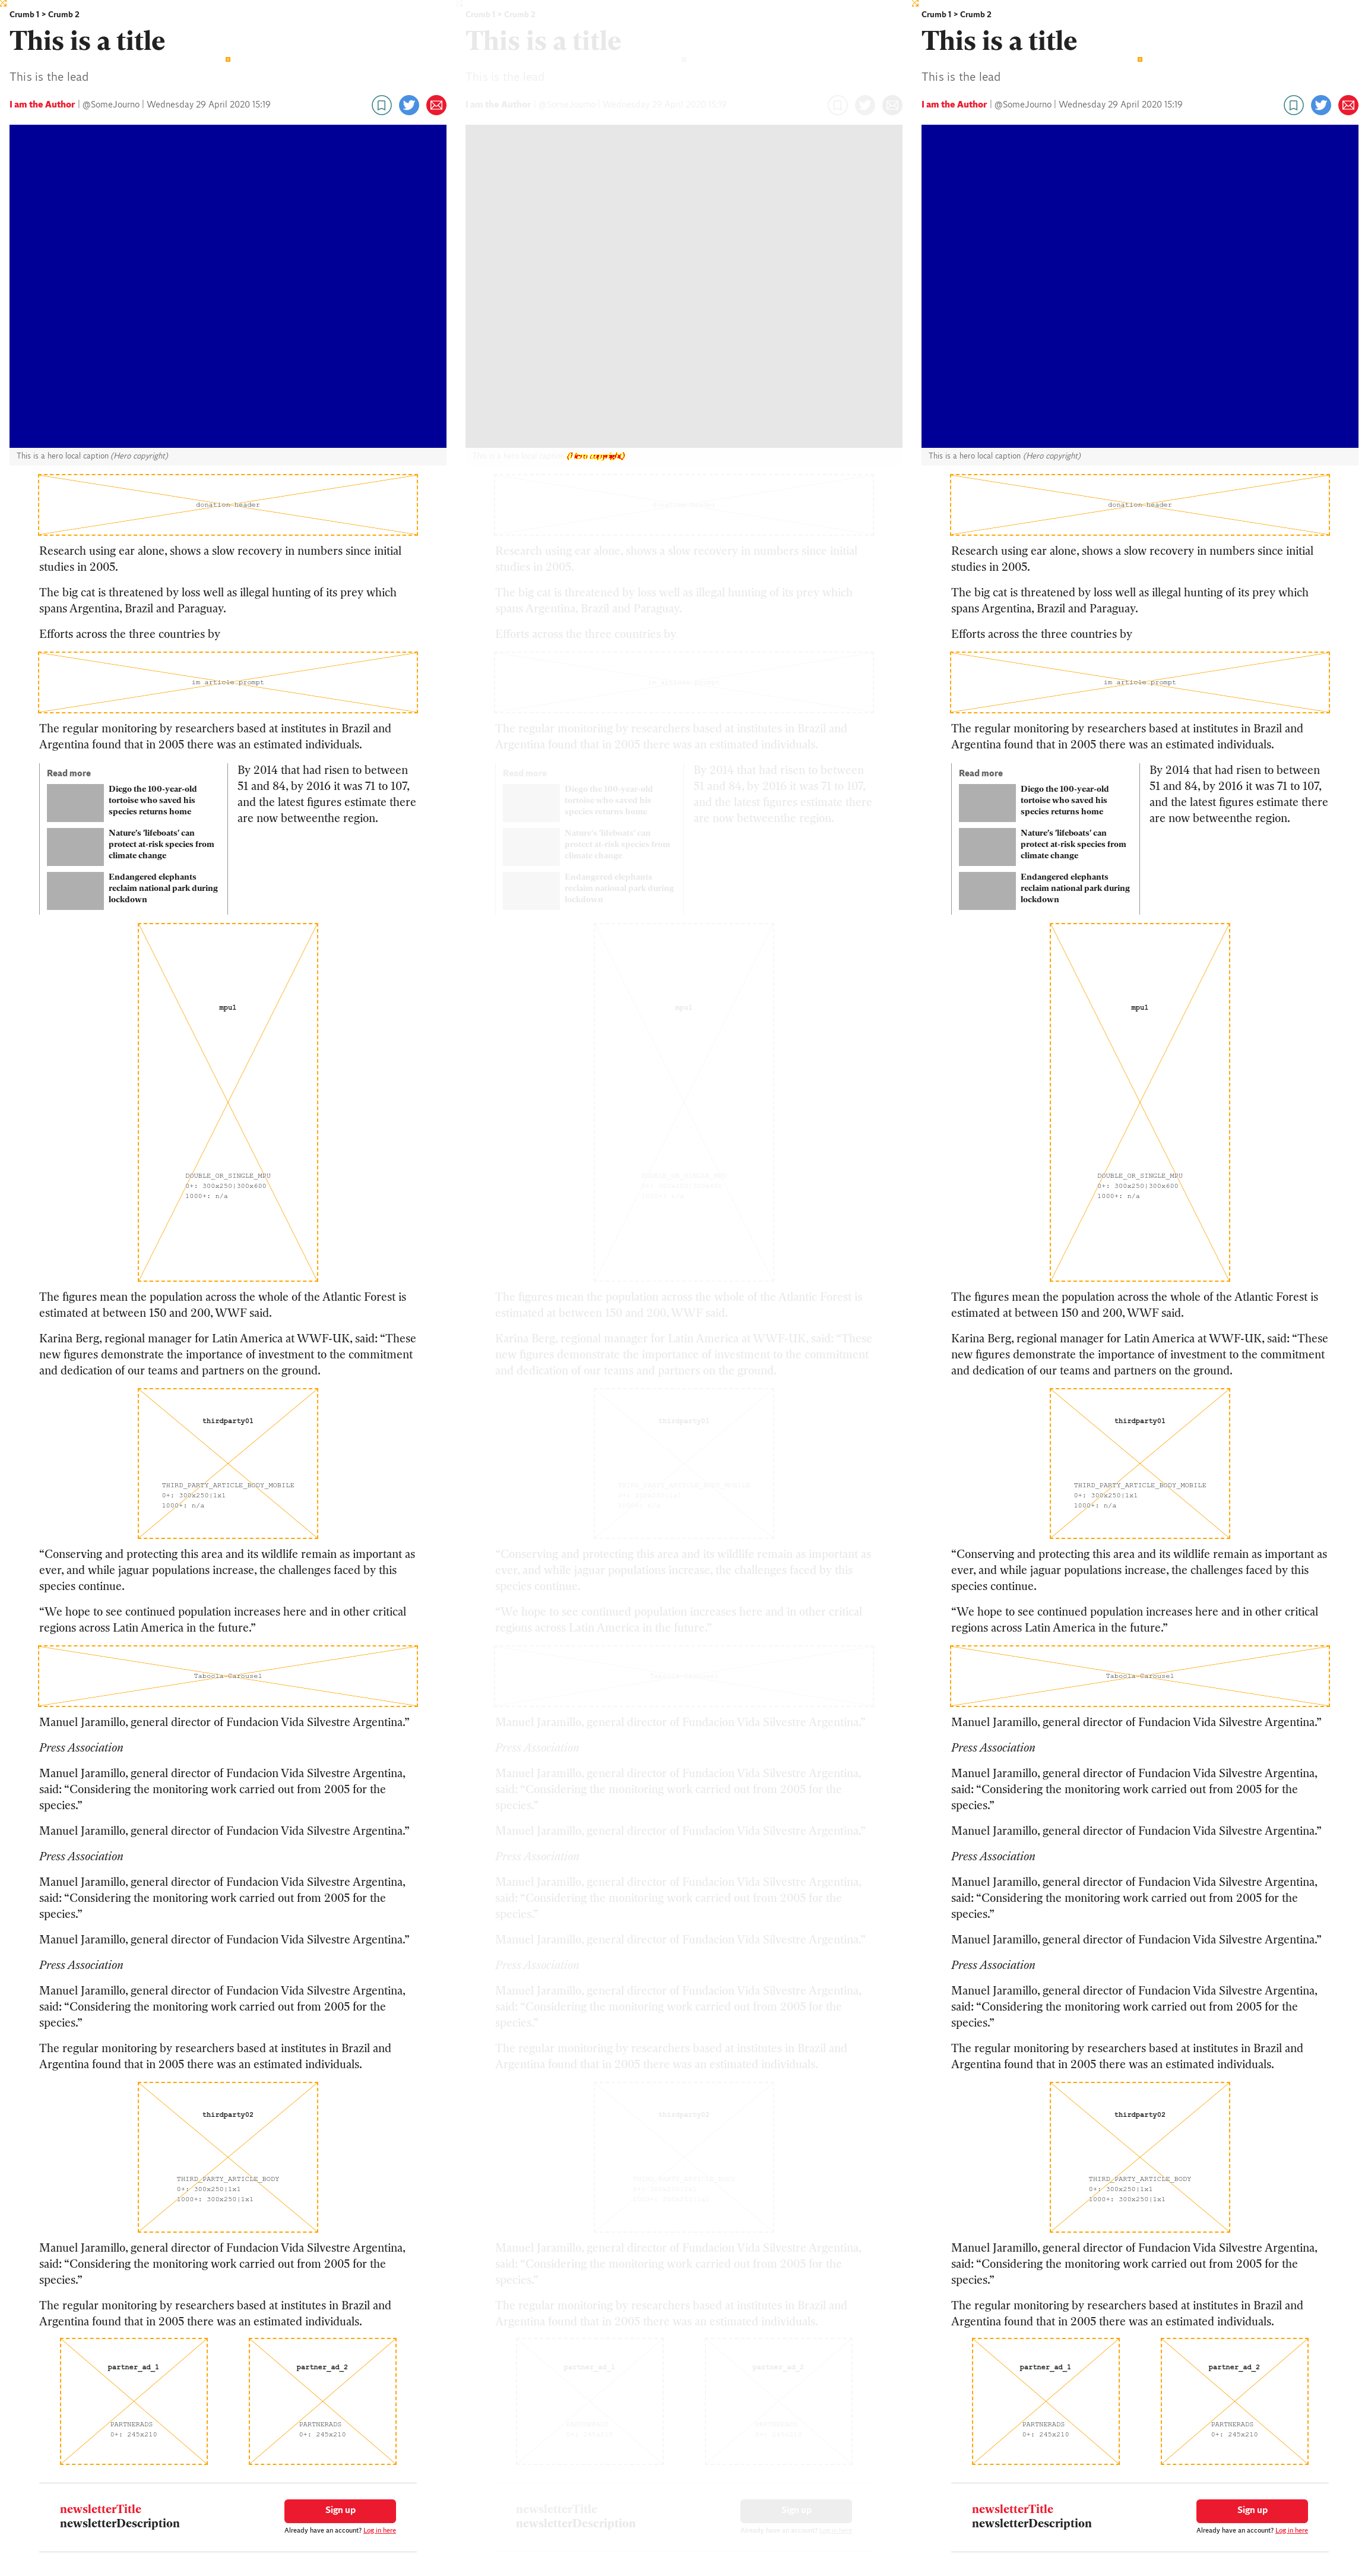 Crumb 1 > Crumb 2
This is a title
This is the lead
I am the Author | @SomeJourno | Wednesday 29 April 2020 15:19
This is a hero local caption (Hero copyright)
donation header
Research using ear alone, shows a slow recovery in numbers since initial
studies in 2005.
The big cat is threatened by loss well as illegal hunting of its prey which
spans Argentina, Brazil and Paraguay.
Efforts across the three countries by
im article prompt
The regular monitoring by researchers based at institutes in Brazil and
Argentina found that in 2005 there was an estimated individuals.
Read more
Diego the 100-year-old
tortoise who saved his
species returns home
Nature's 'lifeboats' can
protect at-risk species from
climate change
Endangered elephants
reclaim national park during
lockdown
By 2014 that had risen to between
51 and 84, by 2016 it was 71 to 107,
and the latest figures estimate there
are now betweenthe region.
mpu1
DOUBLE_OR_SINGLE_MPU
0+: 300x250|300x600
1000+: n/a
The figures mean the population across the whole of the Atlantic Forest is
estimated at between 150 and 200, WWF said.
Karina Berg, regional manager for Latin America at WWF-UK, said: “These
new figures demonstrate the importance of investment to the commitment
and dedication of our teams and partners on the ground.
thirdparty01
THIRD_PARTY_ARTICLE_BODY_MOBILE
0+: 300x250|1x1
1000+: n/a
“Conserving and protecting this area and its wildlife remain as important as
ever, and while jaguar populations increase, the challenges faced by this
species continue.
“We hope to see continued population increases here and in other critical
regions across Latin America in the future.”
Taboola Carousel
Manuel Jaramillo, general director of Fundacion Vida Silvestre Argentina.”
Press Association
Manuel Jaramillo, general director of Fundacion Vida Silvestre Argentina,
said: “Considering the monitoring work carried out from 2005 for the
species.”
Manuel Jaramillo, general director of Fundacion Vida Silvestre Argentina.”
Press Association
Manuel Jaramillo, general director of Fundacion Vida Silvestre Argentina,
said: “Considering the monitoring work carried out from 2005 for the
species.”
Manuel Jaramillo, general director of Fundacion Vida Silvestre Argentina.”
Press Association
Manuel Jaramillo, general director of Fundacion Vida Silvestre Argentina,
said: “Considering the monitoring work carried out from 2005 for the
species.”
The regular monitoring by researchers based at institutes in Brazil and
Argentina found that in 2005 there was an estimated individuals.
thirdparty02
THIRD_PARTY_ARTICLE_BODY
0+: 300x250|1x1
1000+: 300x250|1x1
Manuel Jaramillo, general director of Fundacion Vida Silvestre Argentina,
said: “Considering the monitoring work carried out from 2005 for the
species.”
The regular monitoring by researchers based at institutes in Brazil and
Argentina found that in 2005 there was an estimated individuals.
partner_ad_1
PARTNERADS
0+: 245x210
partner_ad_2
PARTNERADS
0+: 245x210
newsletterTitle
newsletterDescription
Sign up
Already have an account? Log in here
Crumb 1 > Crumb 2
This is a title
This is the lead
I am the Author | @SomeJourno | Wednesday 29 April 2020 15:19
This is a hero local caption
Research using ear alone, shows a slow recovery in numbers since initial
studies in 2005.
The big cat is threatened by loss well as illegal hunting of its prey which
spans Argentina, Brazil and Paraguay.
Efforts across the three countries by
The regular monitoring by researchers based at institutes in Brazil and
Argentina found that in 2005 there was an estimated individuals.
Read more
Diego the 100-year-old
tortoise who saved his
species returns home
Nature's 'lifeboats' can
protect at-risk species from
climate change
Endangered elephants
reclaim national park during
lockdown
By 2014 that had risen to between
51 and 84, by 2016 it was 71 to 107,
and the latest figures estimate there
are now betweenthe region.
mpu1
The figures mean the population across the whole of the Atlantic Forest is
estimated at between 150 and 200, WWF said.
Karina Berg, regional manager for Latin America at WWF-UK, said: “These
new figures demonstrate the importance of investment to the commitment
and dedication of our teams and partners on the ground.
thirdparty01
“Conserving and protecting this area and its wildlife remain as important as
ever, and while jaguar populations increase, the challenges faced by this
species continue.
“We hope to see continued population increases here and in other critical
regions across Latin America in the future.”
Manuel Jaramillo, general director of Fundacion Vida Silvestre Argentina.”
Press Association
Manuel Jaramillo, general director of Fundacion Vida Silvestre Argentina,
said: “Considering the monitoring work carried out from 2005 for the
species.”
Manuel Jaramillo, general director of Fundacion Vida Silvestre Argentina.”
Press Association
Manuel Jaramillo, general director of Fundacion Vida Silvestre Argentina,
said: “Considering the monitoring work carried out from 2005 for the
species.”
Manuel Jaramillo, general director of Fundacion Vida Silvestre Argentina.”
Press Association
Manuel Jaramillo, general director of Fundacion Vida Silvestre Argentina,
said: “Considering the monitoring work carried out from 2005 for the
species.”
The regular monitoring by researchers based at institutes in Brazil and
Argentina found that in 2005 there was an estimated individuals.
thirdparty02
Manuel Jaramillo, general director of Fundacion Vida Silvestre Argentina,
said: “Considering the monitoring work carried out from 2005 for the
species.”
The regular monitoring by researchers based at institutes in Brazil and
Argentina found that in 2005 there was an estimated individuals.
partner_ad_1
partner_ad_2
newsletterTitle
newsletterDescription
Sign up
Already have an account? Log in here
Crumb 1 > Crumb 2
This is a title
This is the lead
I am the Author | @SomeJourno | Wednesday 29 April 2020 15:19
This is a hero local caption (Hero copyright)
donation header
Research using ear alone, shows a slow recovery in numbers since initial
studies in 2005.
The big cat is threatened by loss well as illegal hunting of its prey which
spans Argentina, Brazil and Paraguay.
Efforts across the three countries by
im article prompt
The regular monitoring by researchers based at institutes in Brazil and
Argentina found that in 2005 there was an estimated individuals.
Read more
Diego the 100-year-old
tortoise who saved his
species returns home
Nature's 'lifeboats' can
protect at-risk species from
climate change
Endangered elephants
reclaim national park during
lockdown
By 2014 that had risen to between
51 and 84, by 2016 it was 71 to 107,
and the latest figures estimate there
are now betweenthe region.
mpu1
DOUBLE_OR_SINGLE_MPU
0+: 300x250|300x600
1000+: n/a
The figures mean the population across the whole of the Atlantic Forest is
estimated at between 150 and 200, WWF said.
Karina Berg, regional manager for Latin America at WWF-UK, said: “These
new figures demonstrate the importance of investment to the commitment
and dedication of our teams and partners on the ground.
thirdparty01
THIRD_PARTY_ARTICLE_BODY_MOBILE
0+: 300x250|1x1
1000+: n/a
“Conserving and protecting this area and its wildlife remain as important as
ever, and while jaguar populations increase, the challenges faced by this
species continue.
“We hope to see continued population increases here and in other critical
regions across Latin America in the future.”
Taboola Carousel
Manuel Jaramillo, general director of Fundacion Vida Silvestre Argentina.”
Press Association
Manuel Jaramillo, general director of Fundacion Vida Silvestre Argentina,
said: “Considering the monitoring work carried out from 2005 for the
species.”
Manuel Jaramillo, general director of Fundacion Vida Silvestre Argentina.”
Press Association
Manuel Jaramillo, general director of Fundacion Vida Silvestre Argentina,
said: “Considering the monitoring work carried out from 2005 for the
species.”
Manuel Jaramillo, general director of Fundacion Vida Silvestre Argentina.”
Press Association
Manuel Jaramillo, general director of Fundacion Vida Silvestre Argentina,
said: “Considering the monitoring work carried out from 2005 for the
species.”
The regular monitoring by researchers based at institutes in Brazil and
Argentina found that in 2005 there was an estimated individuals.
thirdparty02
THIRD_PARTY_ARTICLE_BODY
0+: 300x250|1x1
1000+: 300x250|1x1
Manuel Jaramillo, general director of Fundacion Vida Silvestre Argentina,
said: “Considering the monitoring work carried out from 2005 for the
species.”
The regular monitoring by researchers based at institutes in Brazil and
Argentina found that in 2005 there was an estimated individuals.
partner_ad_1
PARTNERADS
0+: 245x210
partner_ad_2
PARTNERADS
0+: 245x210
newsletterTitle
newsletterDescription
Sign up
Already have an account? Log in here